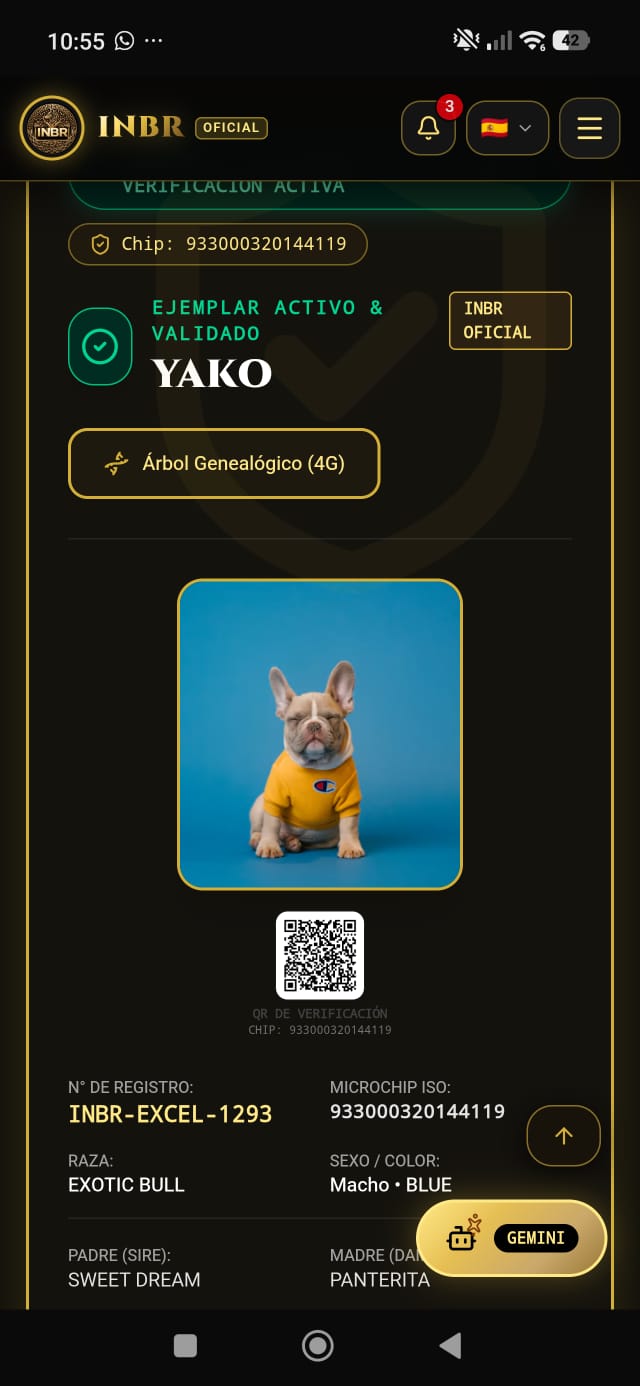 10:55
42
INBR
INBR
OFICIAL
3
VERIFICACIÓN ACTIVA
Chip: 933000320144119
EJEMPLAR ACTIVO &
VALIDADO
YAKO
INBR
OFICIAL
Árbol Genealógico (4G)
QR DE VERIFICACIÓN
CHIP: 933000320144119
N° DE REGISTRO:
INBR-EXCEL-1293
MICROCHIP ISO:
933000320144119
RAZA:
EXOTIC BULL
SEXO / COLOR:
Macho • BLUE
PADRE (SIRE):
SWEET DREAM
MADRE (DA
PANTERITA
GEMINI